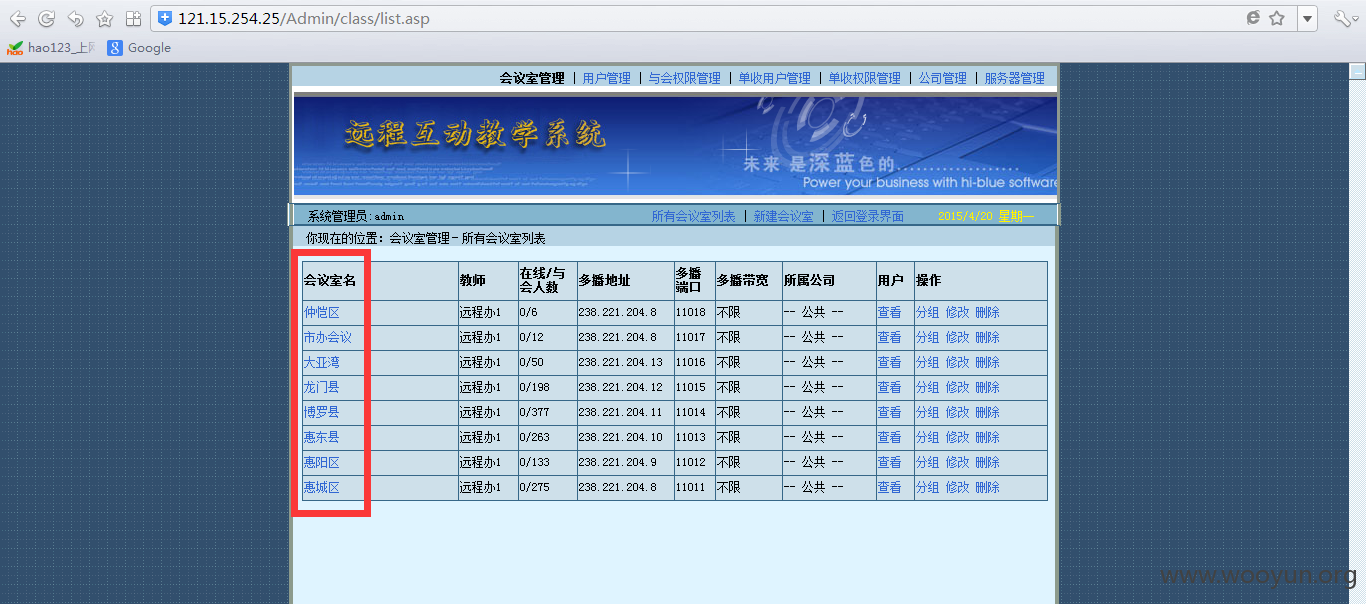 121.15.254.25/Admin/class/list.asp
hao123_上网 Google
会议室管理 | 用户管理 | 与会权限管理 | 单收用户管理 | 单收权限管理 | 公司管理 | 服务器管理
远程互动教学系统
未来 是深蓝色的..................
Power your business with hi-blue software
系统管理员:admin 所有会议室列表 | 新建会议室 | 返回登录界面 2015/4/20 星期一
你现在的位置：会议室管理－所有会议室列表
会议室名 教师 在线/与会人数 多播地址 多播端口 多播带宽 所属公司 用户 操作
仲恺区 远程办1 0/6 238.221.204.8 11018 不限 -- 公共 -- 查看 分组 修改 删除
市办会议 远程办1 0/12 238.221.204.8 11017 不限 -- 公共 -- 查看 分组 修改 删除
大亚湾 远程办1 0/50 238.221.204.13 11016 不限 -- 公共 -- 查看 分组 修改 删除
龙门县 远程办1 0/198 238.221.204.12 11015 不限 -- 公共 -- 查看 分组 修改 删除
博罗县 远程办1 0/377 238.221.204.11 11014 不限 -- 公共 -- 查看 分组 修改 删除
惠东县 远程办1 0/263 238.221.204.10 11013 不限 -- 公共 -- 查看 分组 修改 删除
惠阳区 远程办1 0/133 238.221.204.9 11012 不限 -- 公共 -- 查看 分组 修改 删除
惠城区 远程办1 0/275 238.221.204.8 11011 不限 -- 公共 -- 查看 分组 修改 删除
www.wooyun.org